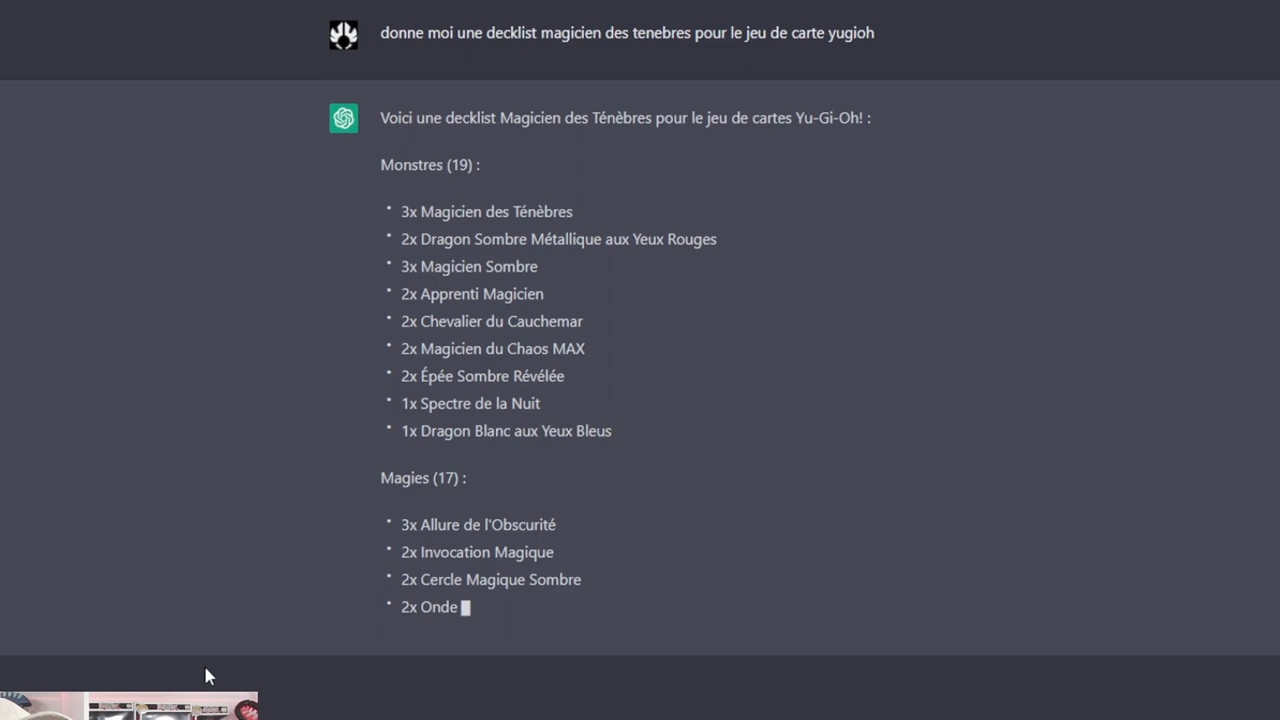 donne moi une decklist magicien des tenebres pour le jeu de carte yugioh
Voici une decklist Magicien des Ténèbres pour le jeu de cartes Yu-Gi-Oh! :
Monstres (19) :
• 3x Magicien des Ténèbres
• 2x Dragon Sombre Métallique aux Yeux Rouges
• 3x Magicien Sombre
• 2x Apprenti Magicien
• 2x Chevalier du Cauchemar
• 2x Magicien du Chaos MAX
• 2x Épée Sombre Révélée
• 1x Spectre de la Nuit
• 1x Dragon Blanc aux Yeux Bleus
Magies (17) :
• 3x Allure de l'Obscurité
• 2x Invocation Magique
• 2x Cercle Magique Sombre
• 2x Onde